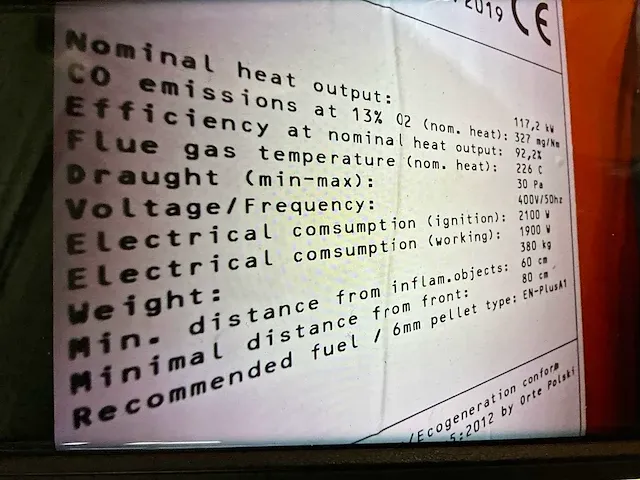 2019 CE
Nominal heat output: 117,2 kW
CO emissions at 13% O2 (nom. heat): 327 mg/Nm
Efficiency at nominal heat output: 92,2%
Flue gas temperature (nom. heat): 226 C
Draught (min-max): 30 Pa
Voltage/Frequency: 400V/50hz
Electrical comsumption (ignition): 2100 W
Electrical comsumption (working): 1900 W
Weight: 380 kg
Min. distance from inflam.objects: 60 cm
Minimal distance from front: 80 cm
Recommended fuel / 6mm pellet type: EN-PlusA1
/Ecogeneration conform
5:2012 by Orte Polski